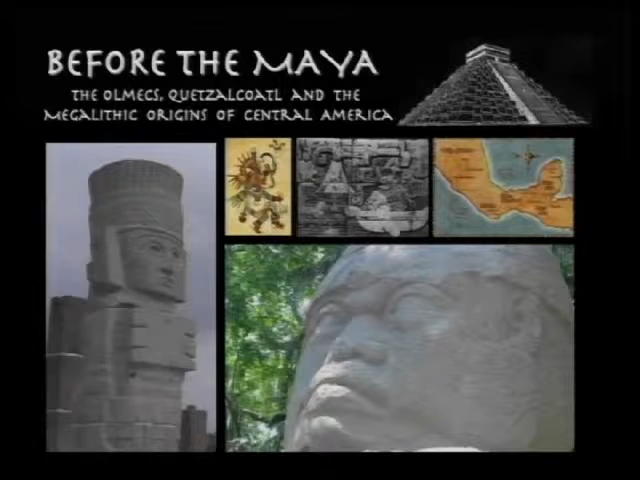 BEFORE THE MAYA
THE OLMECS, QUETZALCOATL AND THE
MEGALITHIC ORIGINS OF CENTRAL AMERICA